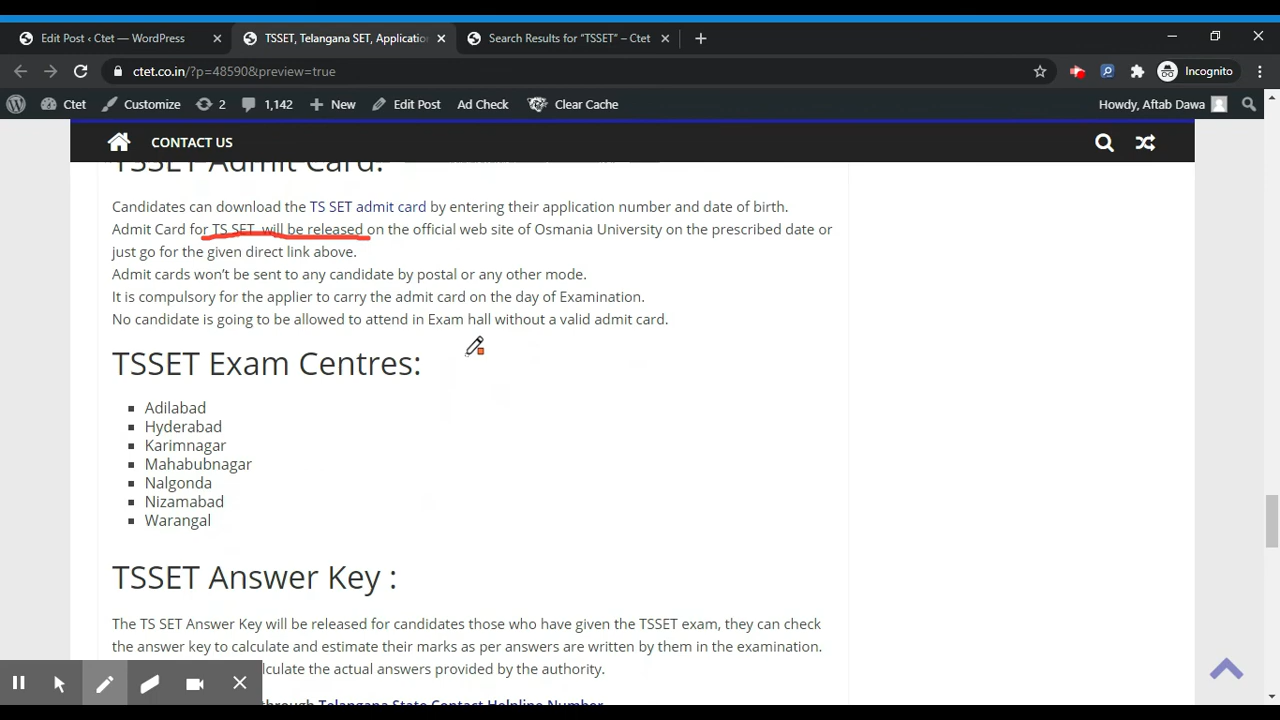 Edit Post ‹ Ctet — WordPress
TSSET, Telangana SET, Applicatio
Search Results for “TSSET” – Ctet
ctet.co.in/?p=48590&preview=true
Incognito
Ctet Customize 2 1,142 New Edit Post Ad Check Clear Cache Howdy, Aftab Dawa
CONTACT US
TSSET Admit Card:
Candidates can download the TS SET admit card by entering their application number and date of birth.
Admit Card for TS SET will be released on the official web site of Osmania University on the prescribed date or
just go for the given direct link above.
Admit cards won’t be sent to any candidate by postal or any other mode.
It is compulsory for the applier to carry the admit card on the day of Examination.
No candidate is going to be allowed to attend in Exam hall without a valid admit card.
TSSET Exam Centres:
Adilabad
Hyderabad
Karimnagar
Mahabubnagar
Nalgonda
Nizamabad
Warangal
TSSET Answer Key :
The TS SET Answer Key will be released for candidates those who have given the TSSET exam, they can check
the answer key to calculate and estimate their marks as per answers are written by them in the examination.
lculate the actual answers provided by the authority.
through Telangana State Contact Helpline Number